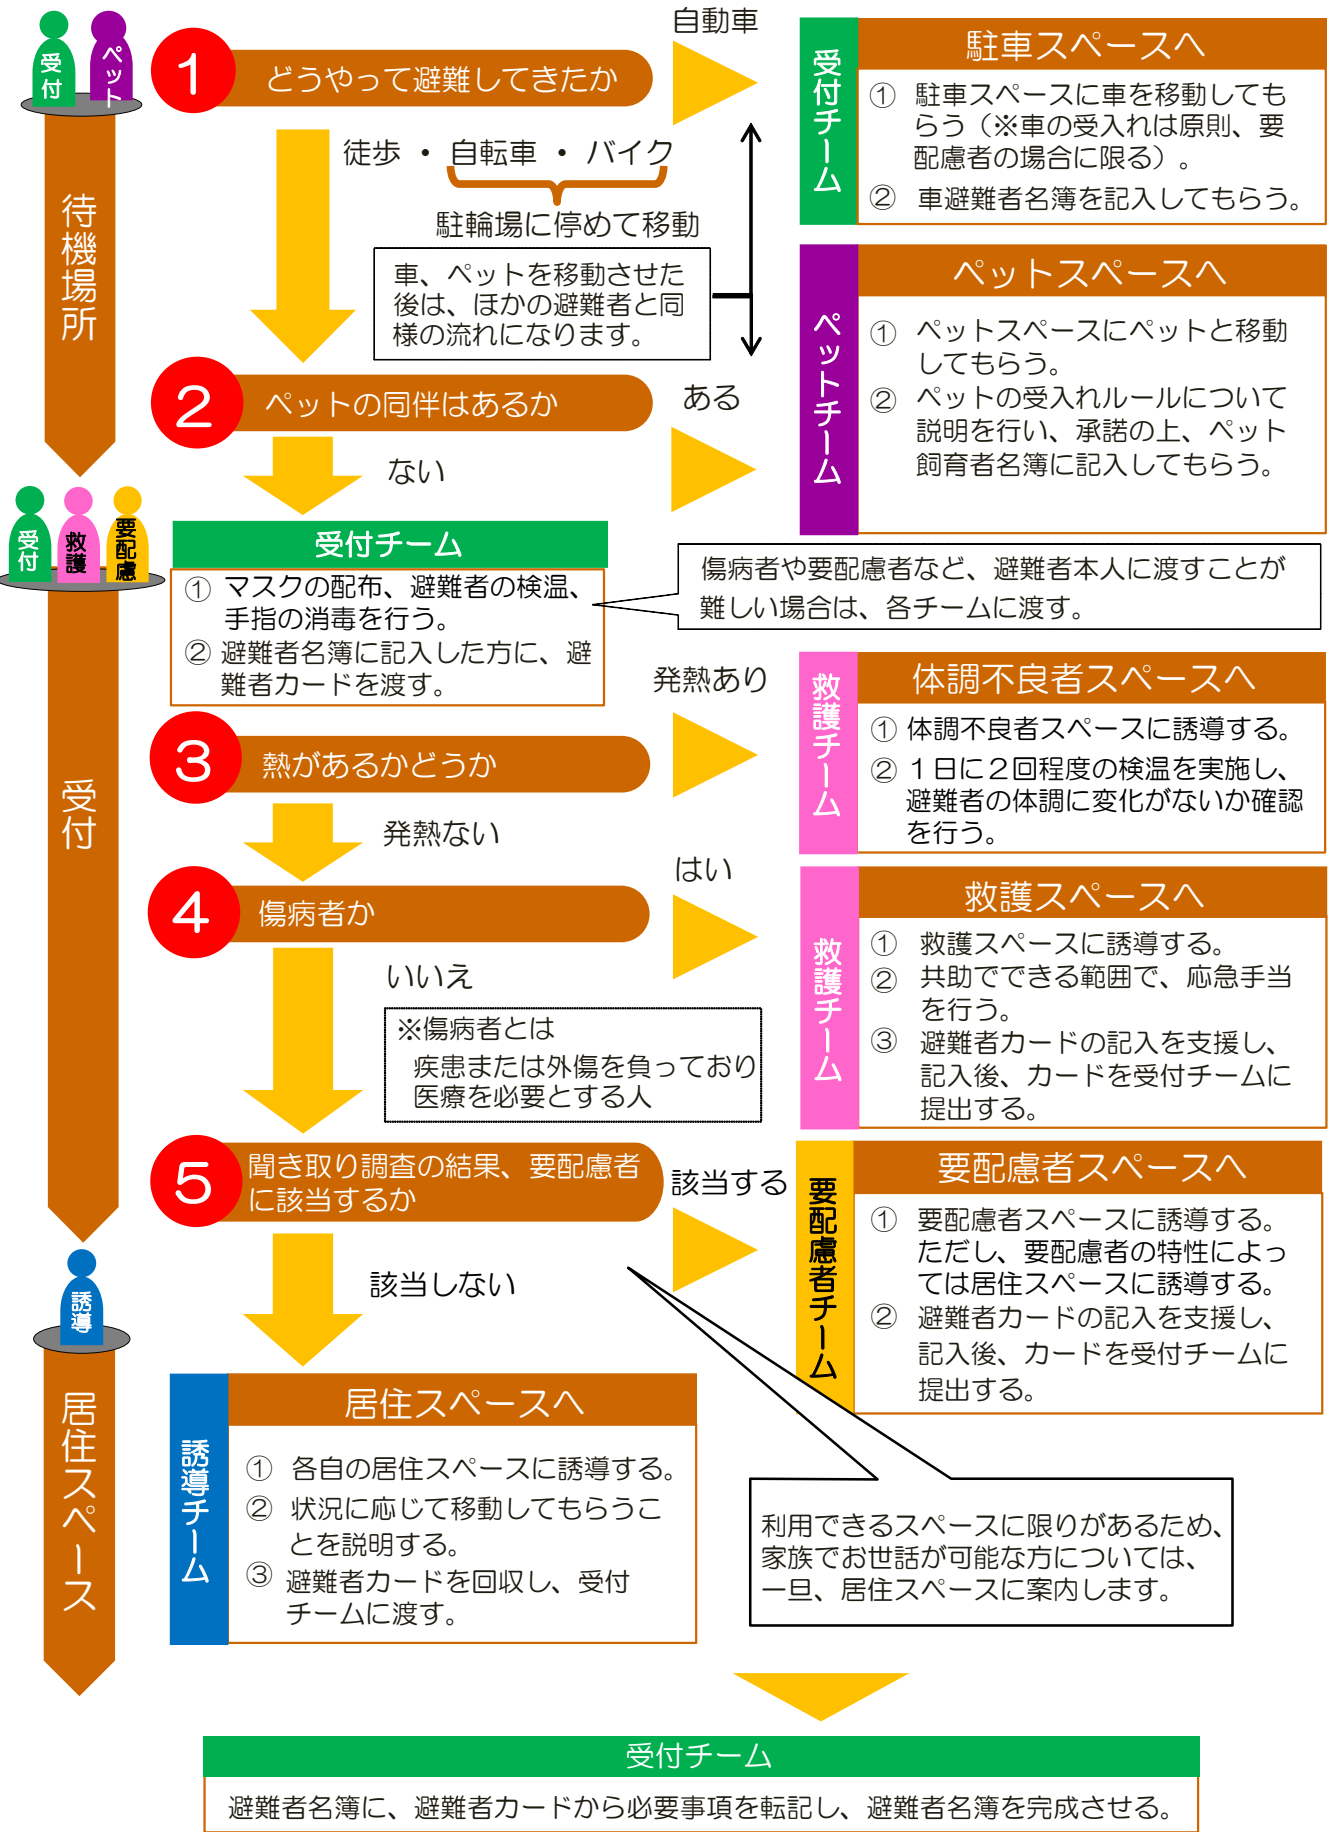 受付
ペット
1
どうやって避難してきたか
自動車
徒歩 ・ 自転車 ・ バイク
駐輪場に停めて移動
車、ペットを移動させた
後は、ほかの避難者と同
様の流れになります。
受付チーム
駐車スペースへ
① 駐車スペースに車を移動しても
らう（※車の受入れは原則、要
配慮者の場合に限る）。
② 車避難者名簿を記入してもらう。
待機場所
2
ペットの同伴はあるか
ある
ない
ペットチーム
ペットスペースへ
① ペットスペースにペットと移動
してもらう。
② ペットの受入れルールについて
説明を行い、承諾の上、ペット
飼育者名簿に記入してもらう。
受付
救護
要配慮
受付チーム
① マスクの配布、避難者の検温、
手指の消毒を行う。
② 避難者名簿に記入した方に、避
難者カードを渡す。
傷病者や要配慮者など、避難者本人に渡すことが
難しい場合は、各チームに渡す。
受付
3
熱があるかどうか
発熱あり
発熱ない
救護チーム
体調不良者スペースへ
① 体調不良者スペースに誘導する。
② １日に２回程度の検温を実施し、
避難者の体調に変化がないか確認
を行う。
4
傷病者か
はい
いいえ
※傷病者とは
疾患または外傷を負っており
医療を必要とする人
救護チーム
救護スペースへ
① 救護スペースに誘導する。
② 共助でできる範囲で、応急手当
を行う。
③ 避難者カードの記入を支援し、
記入後、カードを受付チームに
提出する。
5
聞き取り調査の結果、要配慮者
に該当するか
該当する
該当しない
要配慮者チーム
要配慮者スペースへ
① 要配慮者スペースに誘導する。
ただし、要配慮者の特性によっ
ては居住スペースに誘導する。
② 避難者カードの記入を支援し、
記入後、カードを受付チームに
提出する。
誘導
居住スペース
誘導チーム
居住スペースへ
① 各自の居住スペースに誘導する。
② 状況に応じて移動してもらうこ
とを説明する。
③ 避難者カードを回収し、受付
チームに渡す。
利用できるスペースに限りがあるため、
家族でお世話が可能な方については、
一旦、居住スペースに案内します。
受付チーム
避難者名簿に、避難者カードから必要事項を転記し、避難者名簿を完成させる。